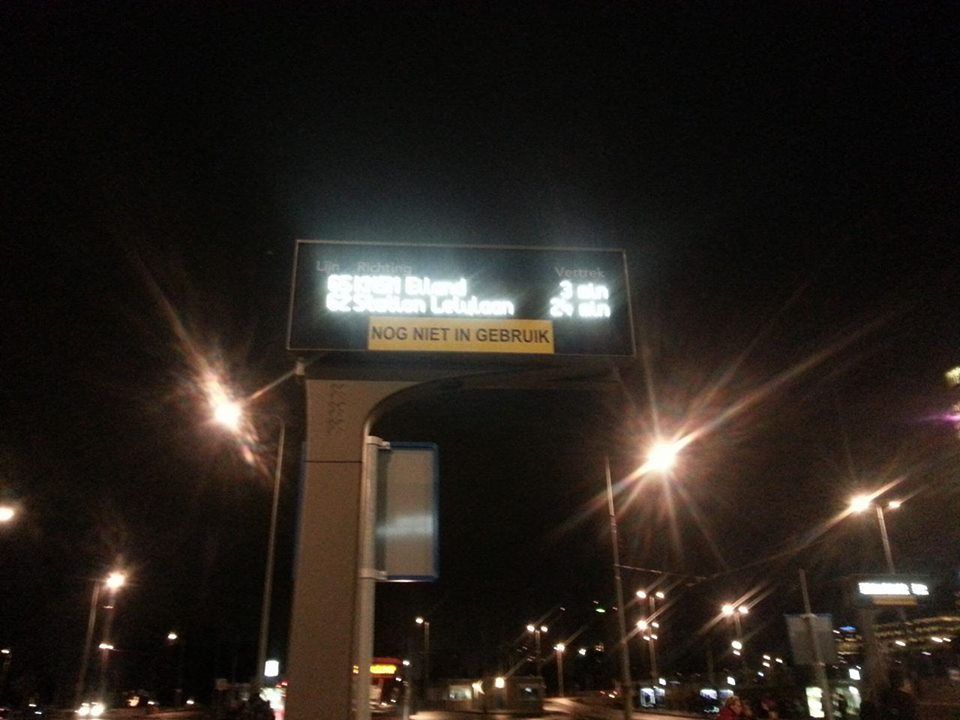 Lijn Richting Vertrek
65 KNSM Eiland 3 min
62 Station Lelylaan 24 min
NOG NIET IN GEBRUIK